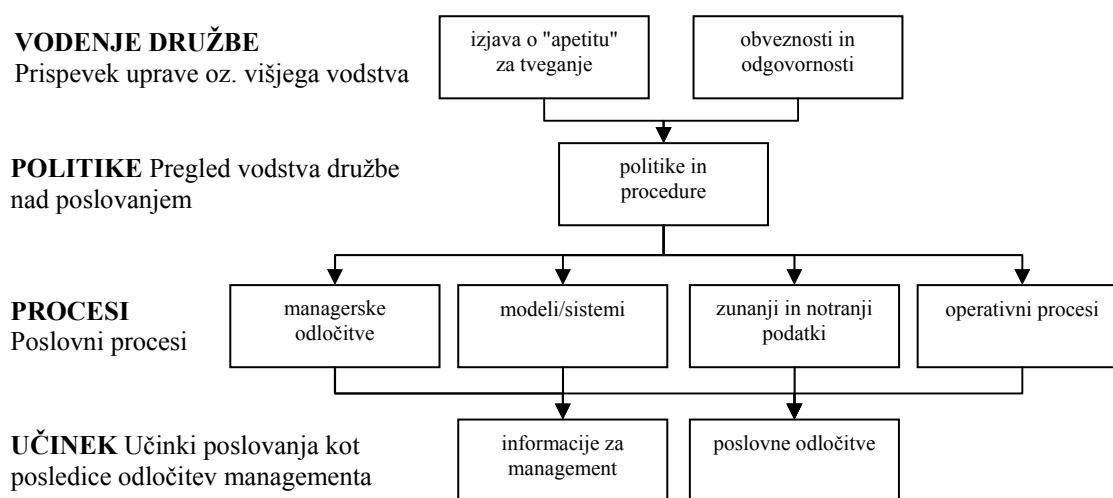 VODENJE DRUŽBE
Prispevek uprave oz. višjega vodstva
izjava o "apetitu"
za tveganje
obveznosti in
odgovornosti
POLITIKE Pregled vodstva družbe
nad poslovanjem
politike in
procedure
PROCESI
Poslovni procesi
managerske
odločitve
modeli/sistemi
zunanji in notranji
podatki
operativni procesi
UČINEK Učinki poslovanja kot
posledice odločitev managementa
informacije za
management
poslovne odločitve